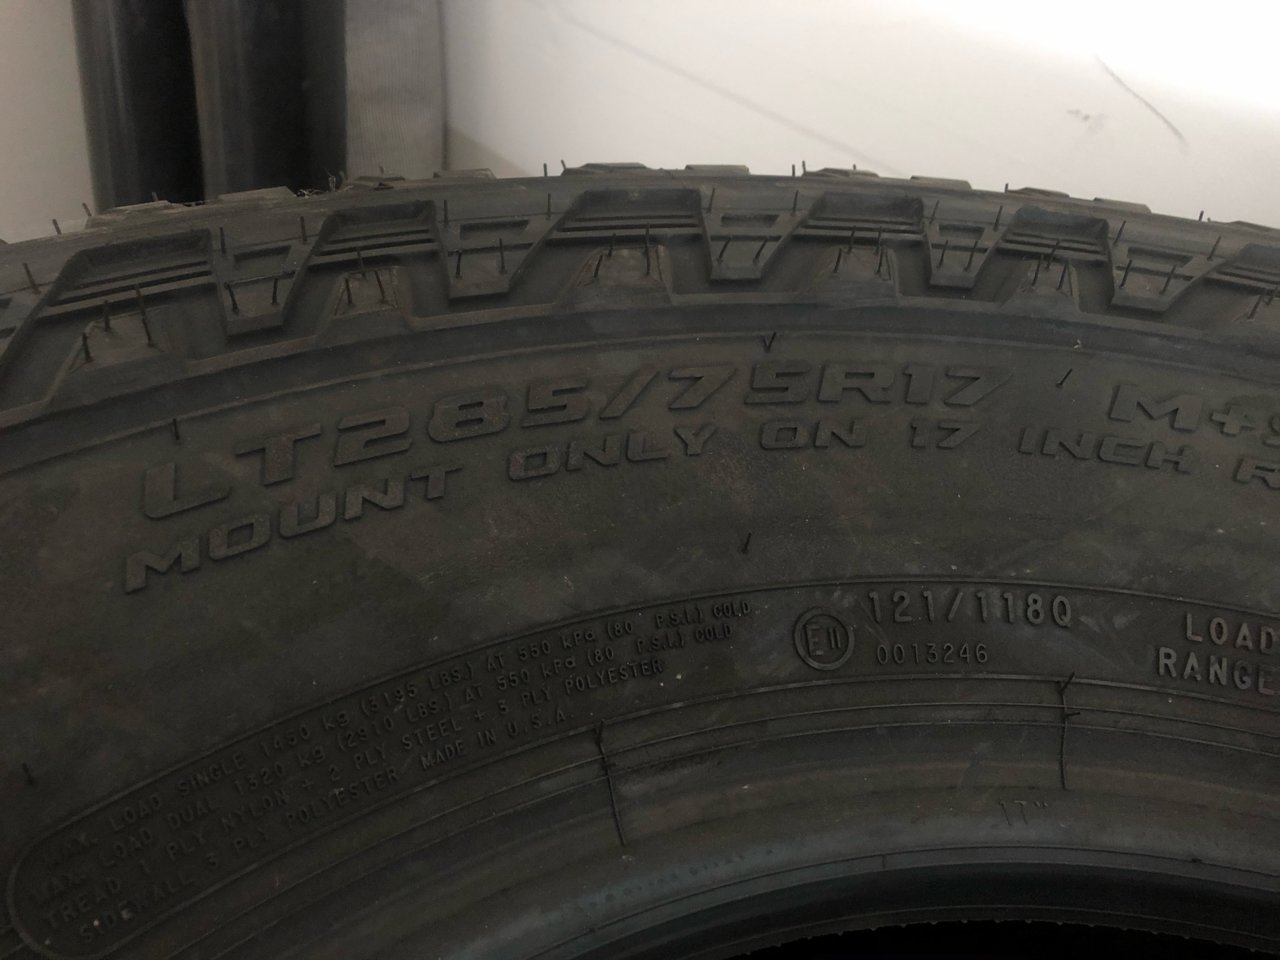 LT285/75R17 M+S
MOUNT ONLY ON 17 INCH R
MAX. LOAD SINGLE 1450 kg (3195 LBS.) AT 550 kPa (80 P.S.I.) COLD
MAX. LOAD DUAL 1320 kg (2910 LBS.) AT 550 kPa (80 P.S.I.) COLD
TREAD 1 PLY NYLON + 2 PLY STEEL + 3 PLY POLYESTER
SIDEWALL 3 PLY POLYESTER MADE IN U.S.A.
E11
121/118Q
0013246
LOAD
RANGE
17"